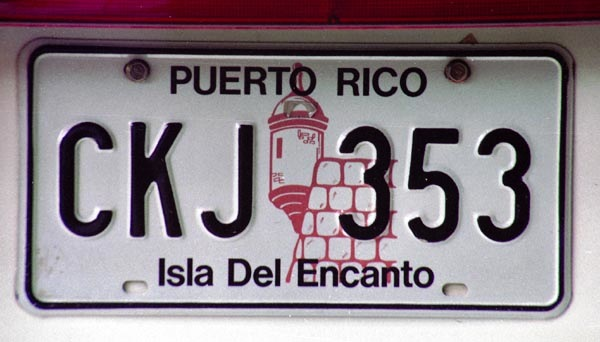 PUERTO RICO
CKJ 353
Isla Del Encanto